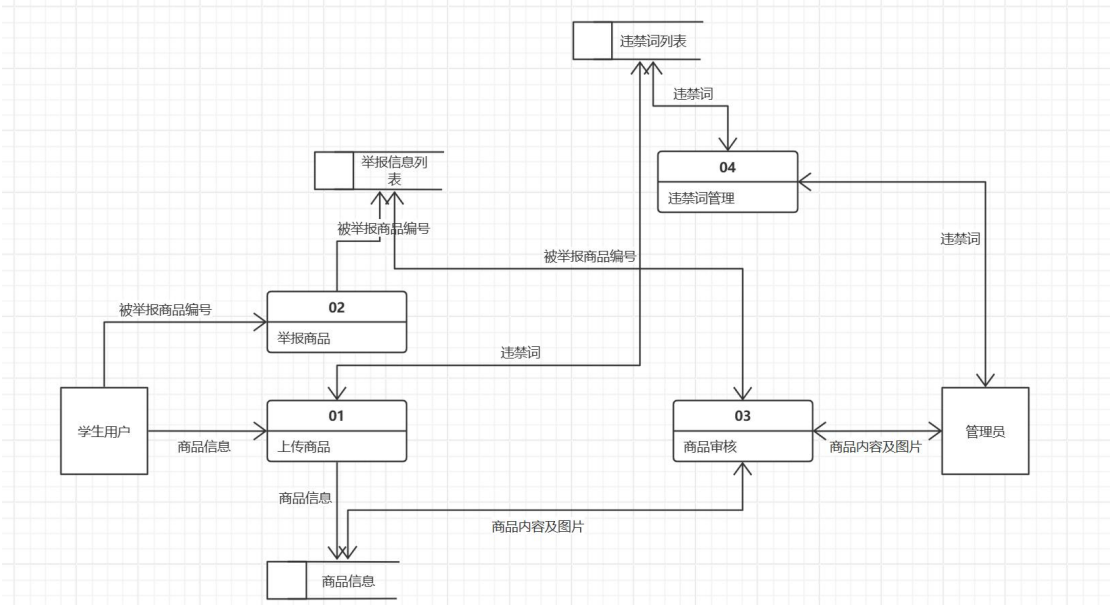 违禁词列表
违禁词
04
违禁词管理
举报信息列
表
被举报商品编号
违禁词
被举报商品编号
被举报商品编号
02
举报商品
违禁词
学生用户
商品信息
01
上传商品
03
商品审核
商品内容及图片
管理员
商品信息
商品内容及图片
商品信息